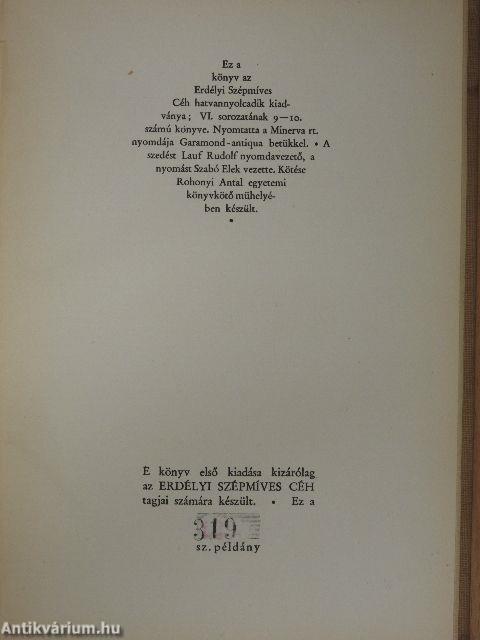 Ez a
könyv az
Erdélyi Szépmíves
Céh hatvannyolcadik kiad-
ványa; VI. sorozatának 9—10.
számú könyve. Nyomtatta a Minerva rt.
nyomdája Garamond-antiqua betükkel. • A
szedést Lauf Rudolf nyomdavezető, a
nyomást Szabó Elek vezette. Kötése
Rohonyi Antal egyetemi
könyvkötő műhelyé-
ben készült.
•
E könyv első kiadása kizárólag
az ERDÉLYI SZÉPMÍVES CÉH
tagjai számára készült. • Ez a
319
sz. példány
Antikvárium.hu